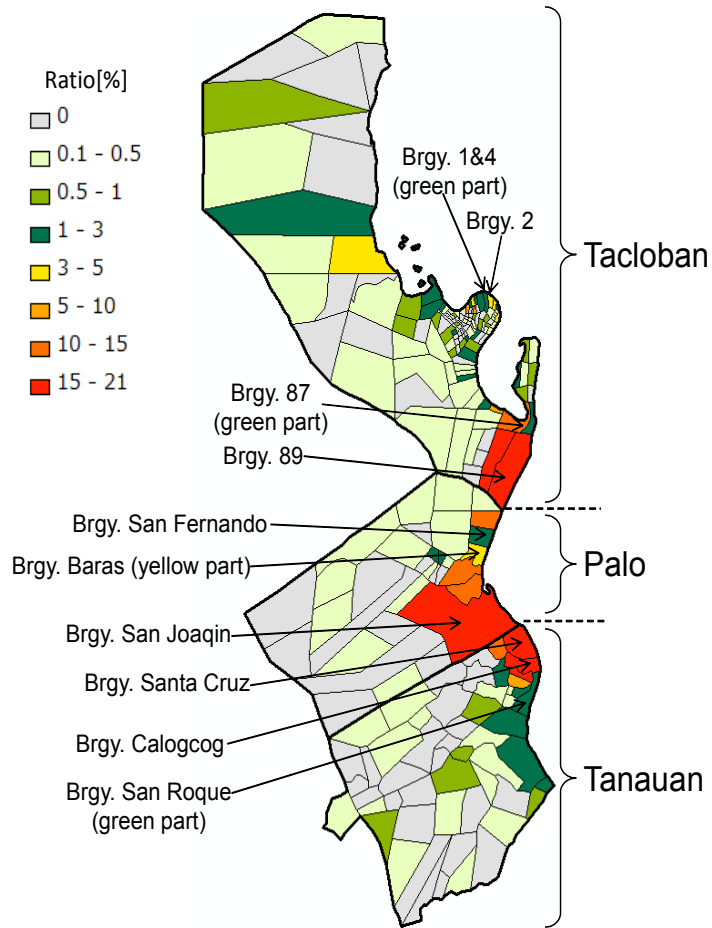 Ratio[%]
0
0.1 - 0.5
0.5 - 1
1 - 3
3 - 5
5 - 10
10 - 15
15 - 21
Brgy. 1&4
(green part)
Brgy. 2
Tacloban
Brgy. 87
(green part)
Brgy. 89
Brgy. San Fernando
Brgy. Baras (yellow part)
Palo
Brgy. San Joaqin
Brgy. Santa Cruz
Brgy. Calogcog
Brgy. San Roque
(green part)
Tanauan